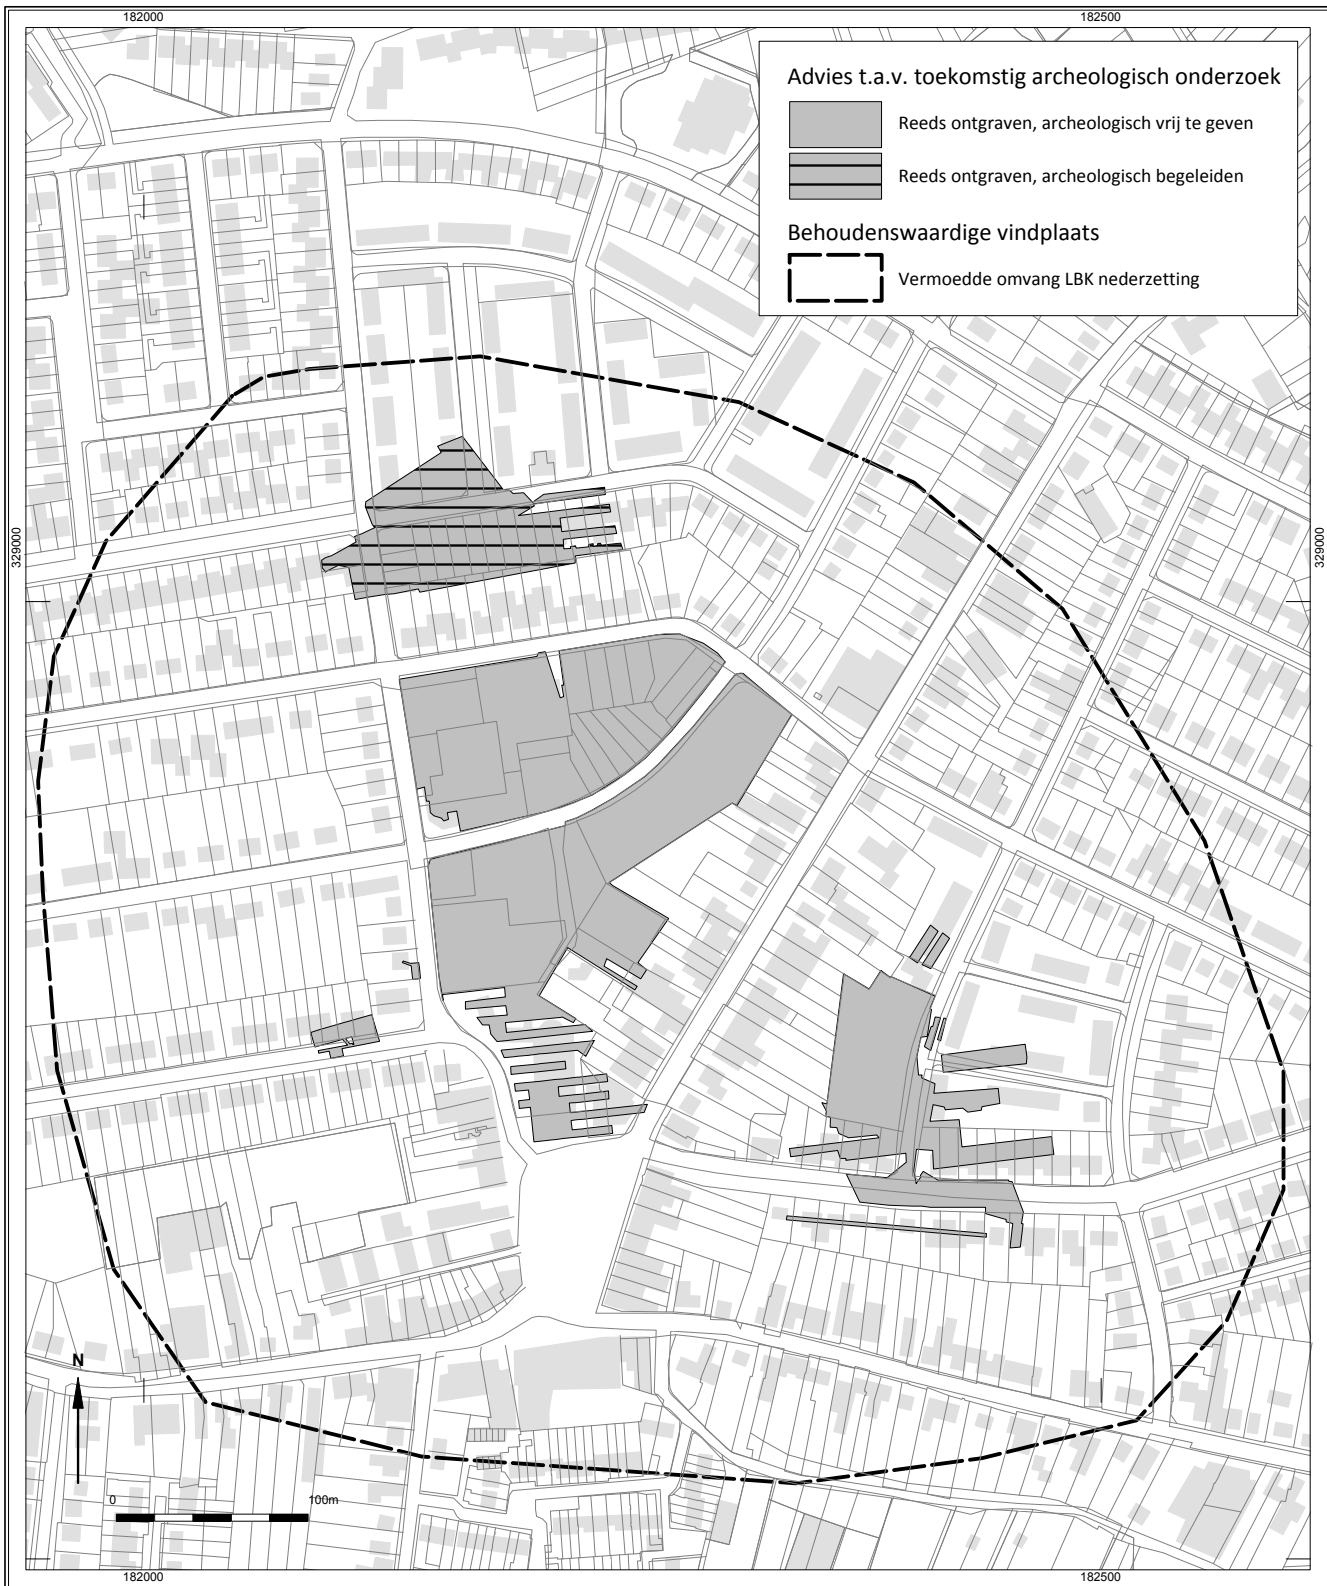 182000
182500
Advies t.a.v. toekomstig archeologisch onderzoek
Reeds ontgraven, archeologisch vrij te geven
Reeds ontgraven, archeologisch begeleiden
Behoudenswaardige vindplaats
Vermoedde omvang LBK nederzetting
329000
329000
N
0
100m
182000
182500